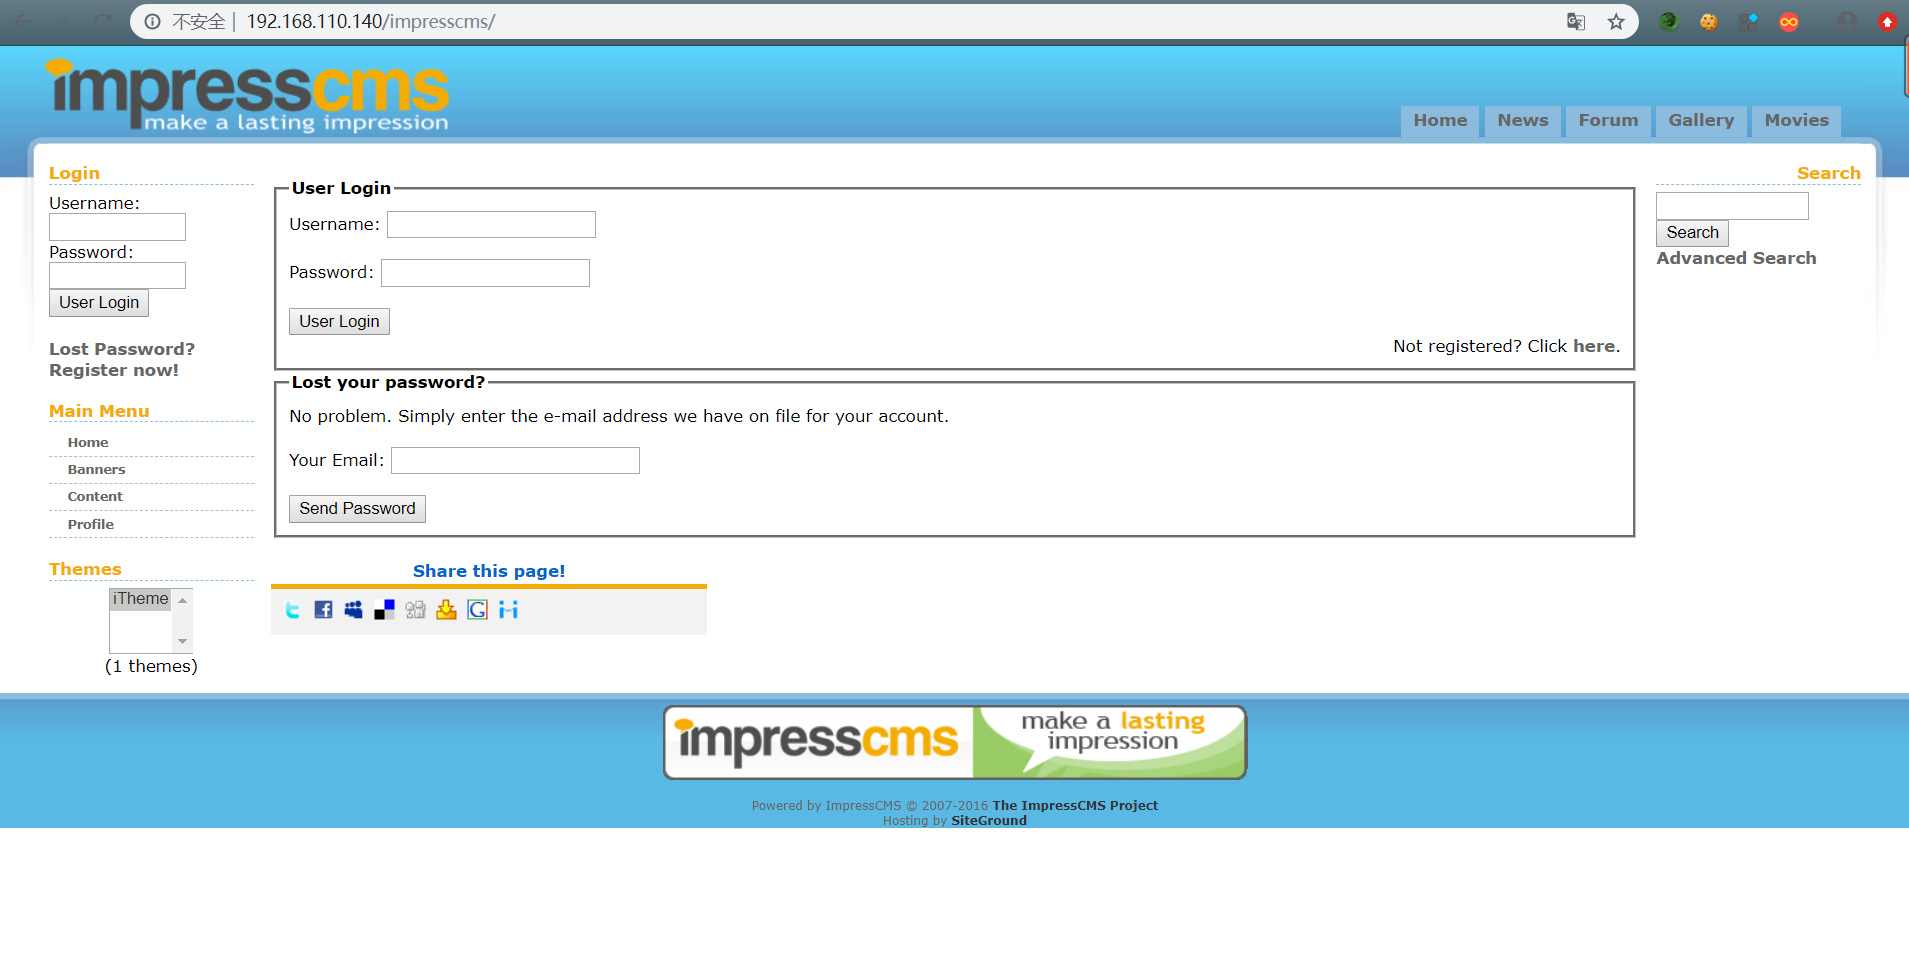 不安全 | 192.168.110.140/impresscms/
impresscms
make a lasting impression
Home News Forum Gallery Movies
Login
Username:
Password:
User Login
Lost Password?
Register now!
Main Menu
Home
Banners
Content
Profile
Themes
iTheme
(1 themes)
User Login
Username:
Password:
User Login
Not registered? Click here.
Lost your password?
No problem. Simply enter the e-mail address we have on file for your account.
Your Email:
Send Password
Share this page!
Search
Search
Advanced Search
impresscms
make a lasting
impression
Powered by ImpressCMS © 2007-2016 The ImpressCMS Project
Hosting by SiteGround